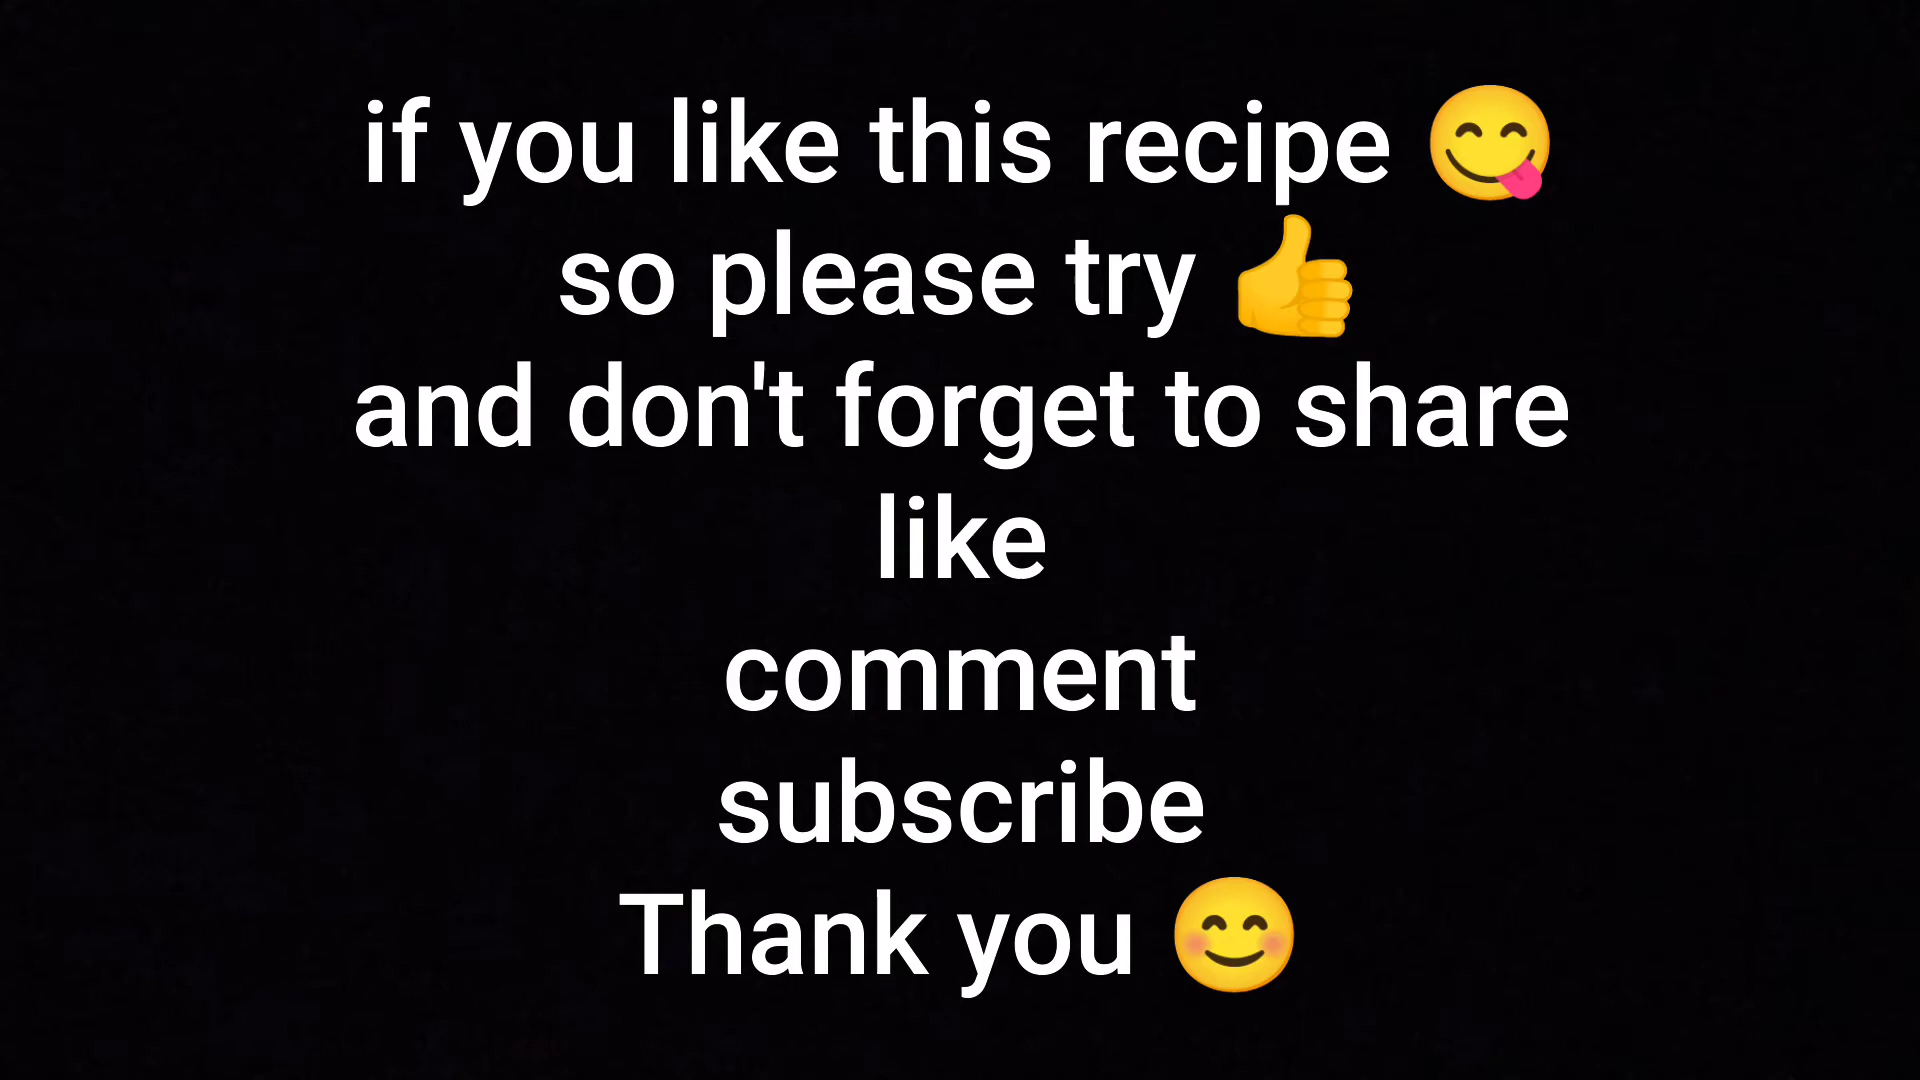 if you like this recipe 😋
so please try 👍
and don't forget to share
like
comment
subscribe
Thank you 😊